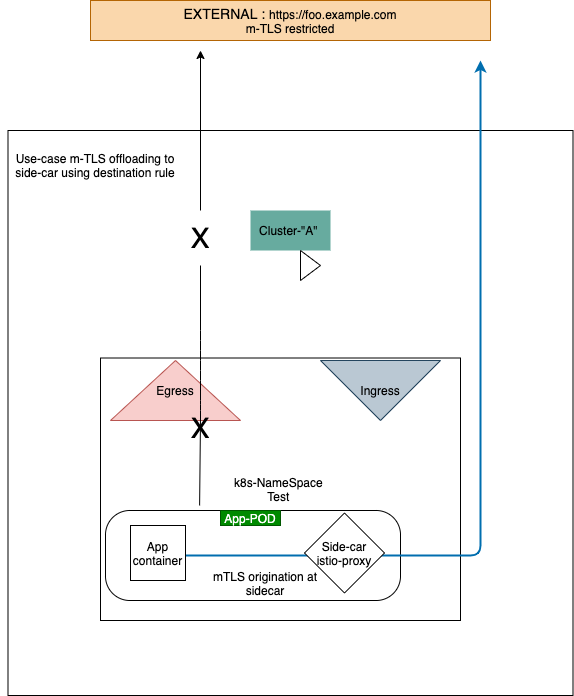 EXTERNAL : https://foo.example.com
m-TLS restricted
Use-case m-TLS offloading to
side-car using destination rule
X
Cluster-"A"
Egress
Ingress
X
k8s-NameSpace
Test
App-POD
App
container
Side-car
istio-proxy
mTLS origination at
sidecar